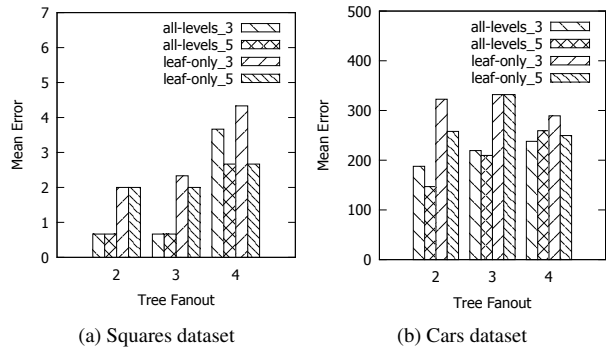 7
6
5
4
3
2
1
0
Mean Error
all-levels_3
all-levels_5
leaf-only_3
leaf-only_5
2 3 4
Tree Fanout
(a) Squares dataset
500
400
300
200
100
0
Mean Error
all-levels_3
all-levels_5
leaf-only_3
leaf-only_5
2 3 4
Tree Fanout
(b) Cars dataset